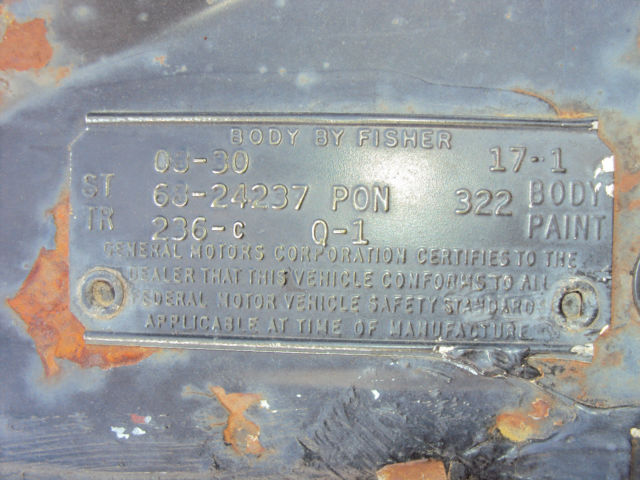 BODY BY FISHER
17-1
ST 68-24237 PON 322 BODY
TR 236-C Q-1 PAINT
GENERAL MOTORS CORPORATION CERTIFIES TO THE
DEALER THAT THIS VEHICLE CONFORMS TO ALL
FEDERAL MOTOR VEHICLE SAFETY STANDARDS
APPLICABLE AT TIME OF MANUFACTURE